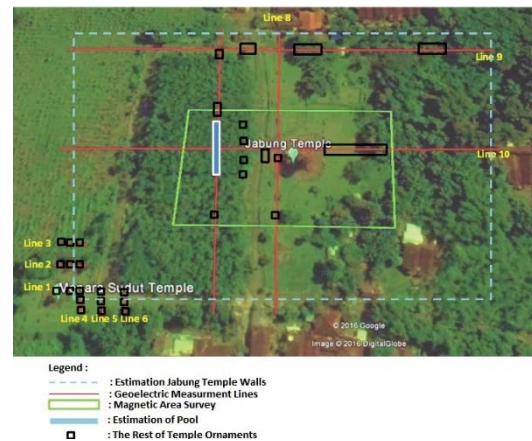 Line 8
Line 9
Jabung Temple
Line 10
Line 3
Line 2
Line 1
Sudut Temple
Line 4 Line 5 Line 6
© 2016 Google
Image © 2016 DigitalGlobe
Legend :
: Estimation Jabung Temple Walls
: Geoelectric Measurment Lines
: Magnetic Area Survey
: Estimation of Pool
: The Rest of Temple Ornaments